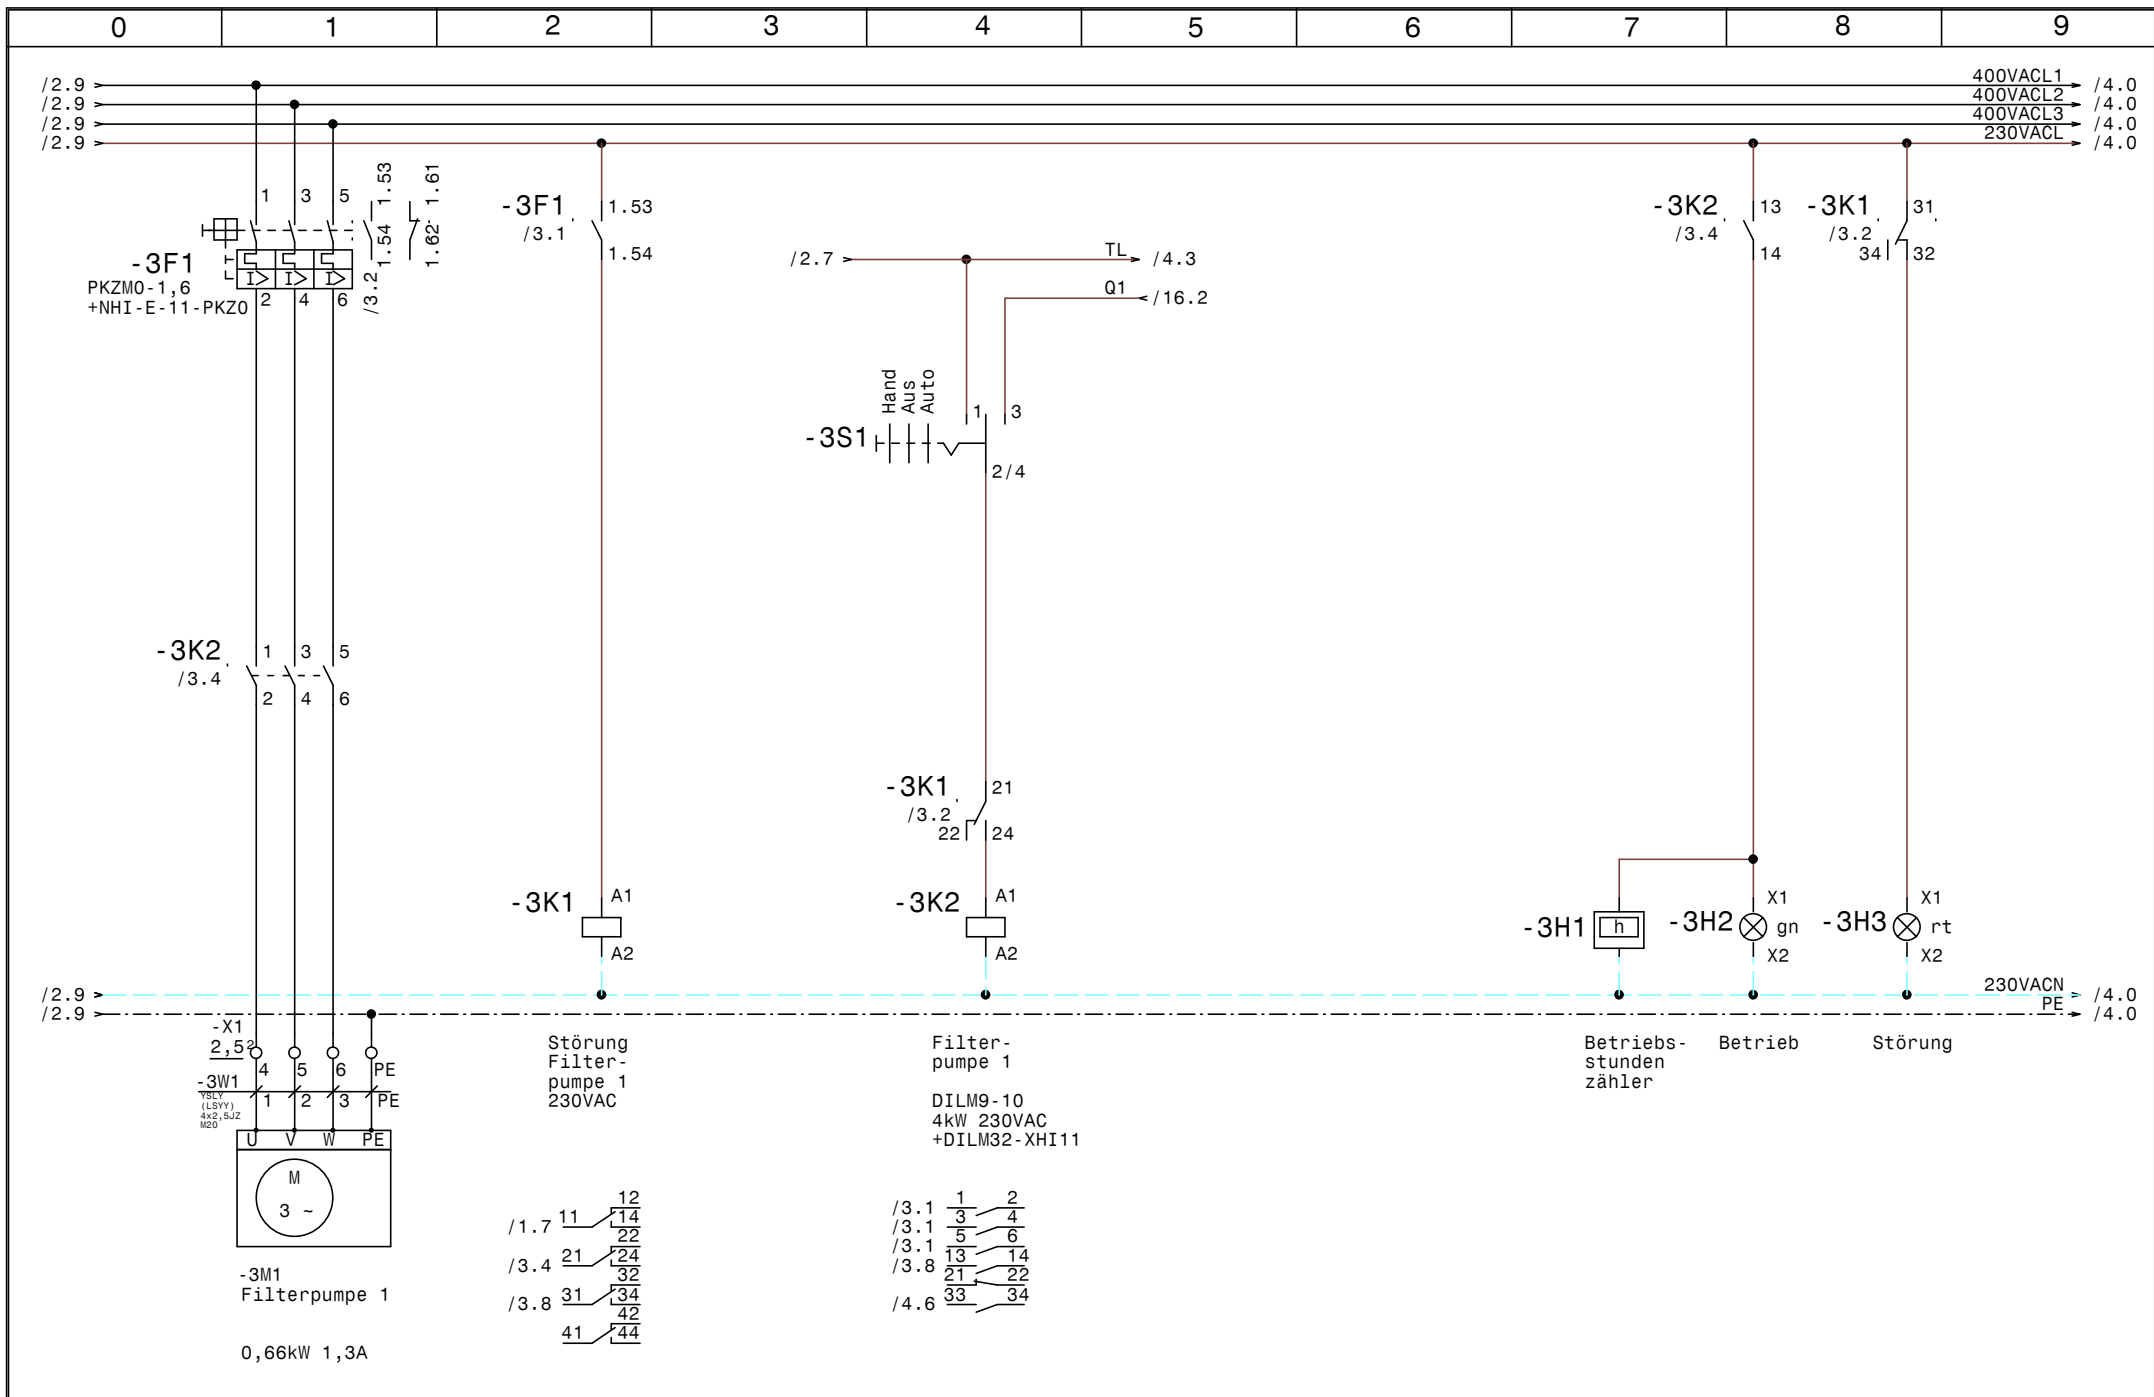 0 1 2 3 4 5 6 7 8 9
/2.9 400VACL1 /4.0
/2.9 400VACL2 /4.0
/2.9 400VACL3 /4.0
/2.9 230VACL /4.0
1 3 5 1.53 1.61
1.54 1.62
-3F1
PKZM0-1,6
+NHI-E-11-PKZ0
I> I> I>
2 4 6 /3.2
-3F1 1.53
/3.1
1.54
/2.7 TL /4.3
Q1 /16.2
-3K2 13
/3.4
14
-3K1 31
/3.2
34 32
Hand
Aus
Auto
1 3
-3S1
2/4
-3K2 1 3 5
/3.4
2 4 6
-3K1 21
/3.2
22 24
-3K1 A1
A2
-3K2 A1
A2
-3H1 h
-3H2 X1
gn
X2
-3H3 X1
rt
X2
/2.9 230VACN /4.0
/2.9 PE /4.0
-X1
2,5²
4 5 6 PE
-3W1
YSLY
(LSYY)
4x2,5JZ
M20
1 2 3 PE
U V W PE
M
3 ~
-3M1
Filterpumpe 1
0,66kW 1,3A
Störung
Filter-
pumpe 1
230VAC
Filter-
pumpe 1
DILM9-10
4kW 230VAC
+DILM32-XHI11
Betriebs-
stunden
zähler
Betrieb
Störung
12
/1.7 11 14
22
/3.4 21 24
32
/3.8 31 34
42
41 44
/3.1 1 2
/3.1 3 4
/3.1 5 6
/3.8 13 14
21 22
/4.6 33 34